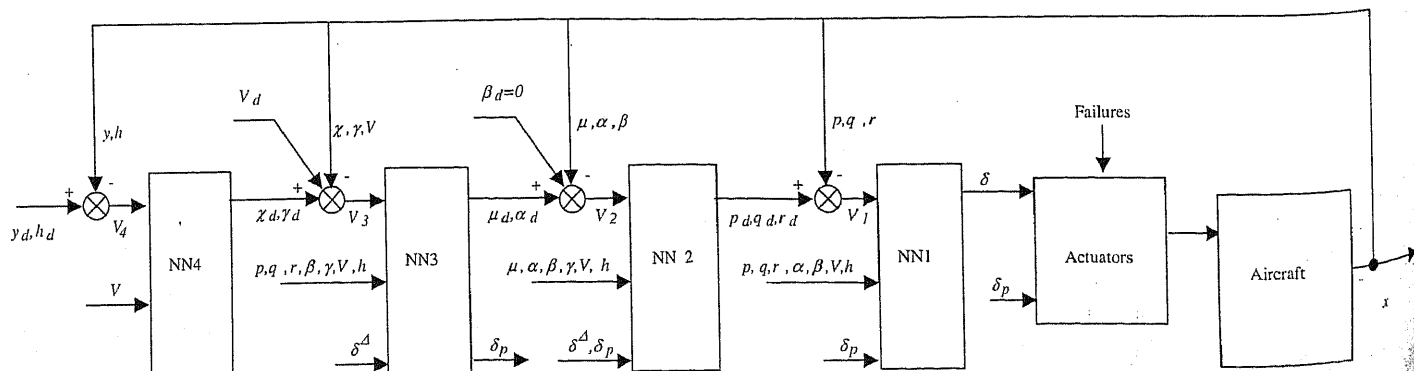 V_d
β_d=0
Failures
y,h
χ,γ,V
μ,α,β
p,q,r
+
-
+
-
+
-
+
-
δ
y_d,h_d
V_4
χ_d,γ_d
V_3
μ_d,α_d
V_2
p_d,q_d,r_d
V_1
NN4
p,q,r,β,γ,V,h
NN3
μ,α,β,γ,V,h
NN 2
p,q,r,α,β,V,h
NN1
Actuators
Aircraft
V
δ_p
x
δ^Δ
δ_p
δ^Δ,δ_p
δ_p